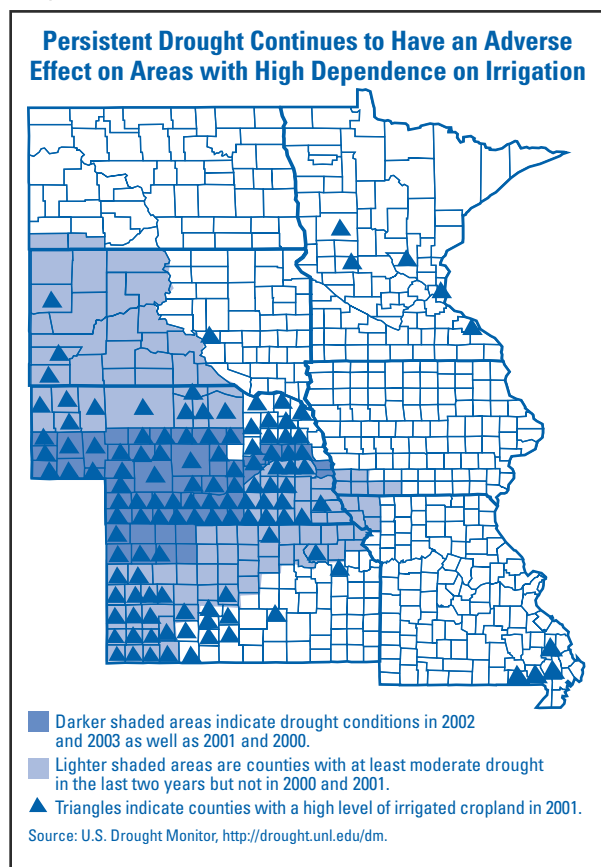 Persistent Drought Continues to Have an Adverse
Effect on Areas with High Dependence on Irrigation
Darker shaded areas indicate drought conditions in 2002
and 2003 as well as 2001 and 2000.
Lighter shaded areas are counties with at least moderate drought
in the last two years but not in 2000 and 2001.
Triangles indicate counties with a high level of irrigated cropland in 2001.
Source: U.S. Drought Monitor, http://drought.unl.edu/dm.